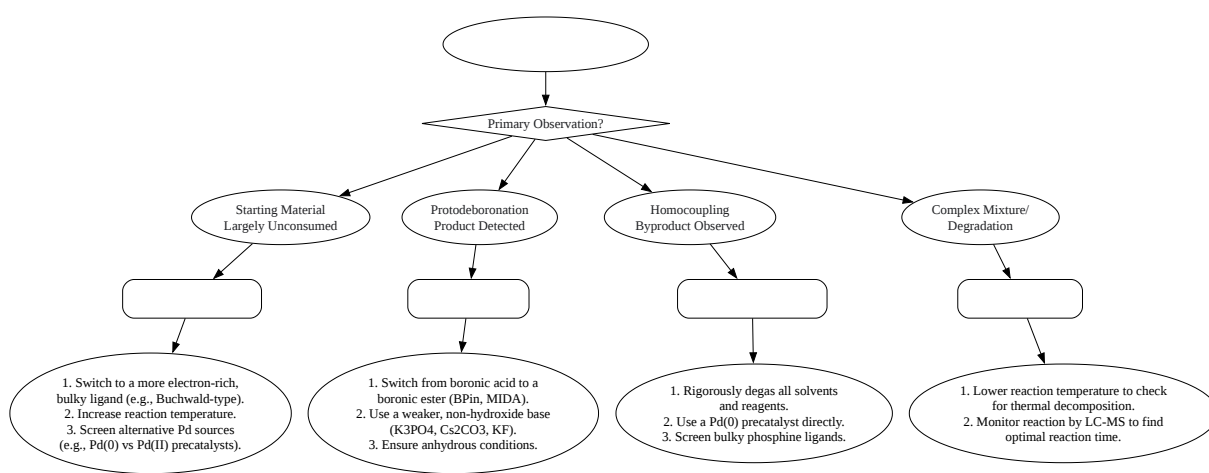 Primary Observation?
Starting Material
Largely Unconsumed
Protodeboronation
Product Detected
Homocoupling
Byproduct Observed
Complex Mixture/
Degradation
1. Switch to a more electron-rich,
bulky ligand (e.g., Buchwald-type).
2. Increase reaction temperature.
3. Screen alternative Pd sources
(e.g., Pd(0) vs Pd(II) precatalysts).
1. Switch from boronic acid to a
boronic ester (BPin, MIDA).
2. Use a weaker, non-hydroxide base
(K3PO4, Cs2CO3, KF).
3. Ensure anhydrous conditions.
1. Rigorously degas all solvents
and reagents.
2. Use a Pd(0) precatalyst directly.
3. Screen bulky phosphine ligands.
1. Lower reaction temperature to check
for thermal decomposition.
2. Monitor reaction by LC-MS to find
optimal reaction time.